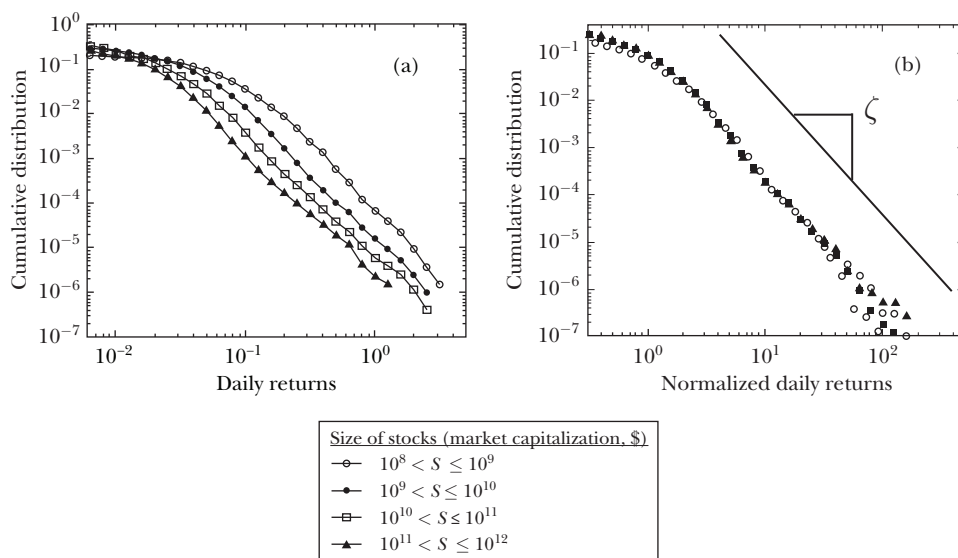 10^0
10^-1
10^-2
10^-3
10^-4
10^-5
10^-6
10^-7
Cumulative distribution
(a)
10^-2
10^-1
10^0
Daily returns
10^-1
10^-2
10^-3
10^-4
10^-5
10^-6
10^-7
Cumulative distribution
(b)
ζ
10^0
10^1
10^2
Normalized daily returns
Size of stocks (market capitalization, $)
10^8 < S ≤ 10^9
10^9 < S ≤ 10^10
10^10 < S ≤ 10^11
10^11 < S ≤ 10^12